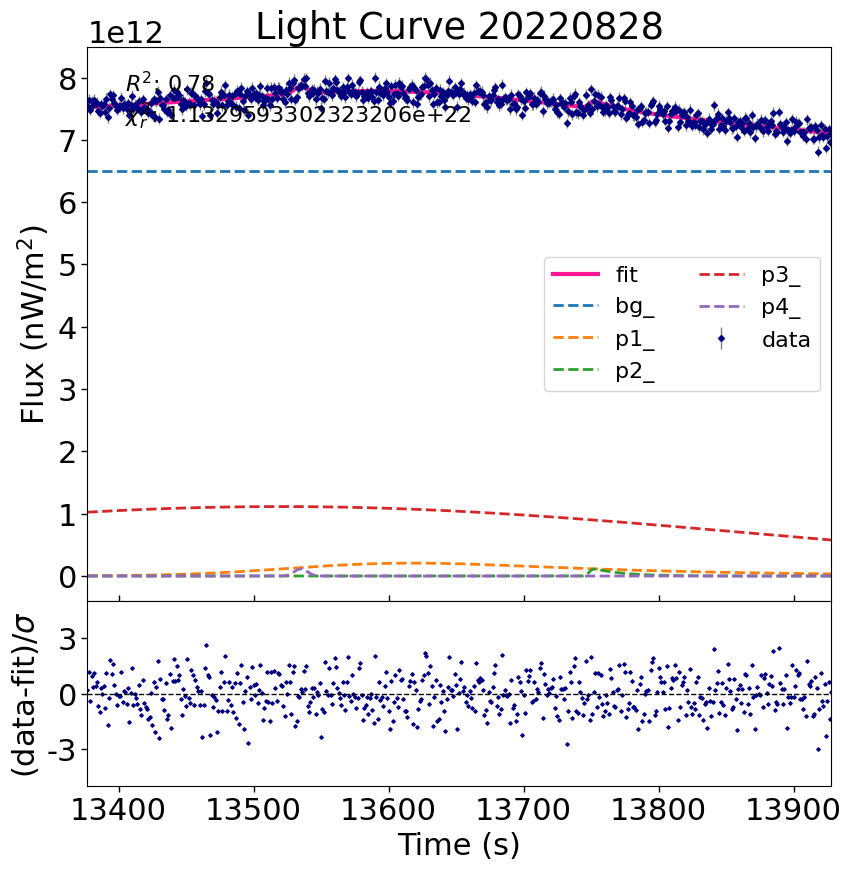 Light Curve 20220828
1e12
R²: 0.78
χᵣ : 1.1329593302323206e+22
8
7
6
5
4
3
2
1
0
Flux (nW/m²)
fit
bg_
p1_
p2_
p3_
p4_
data
3
0
-3
(data-fit)/σ
13400 13500 13600 13700 13800 13900
Time (s)